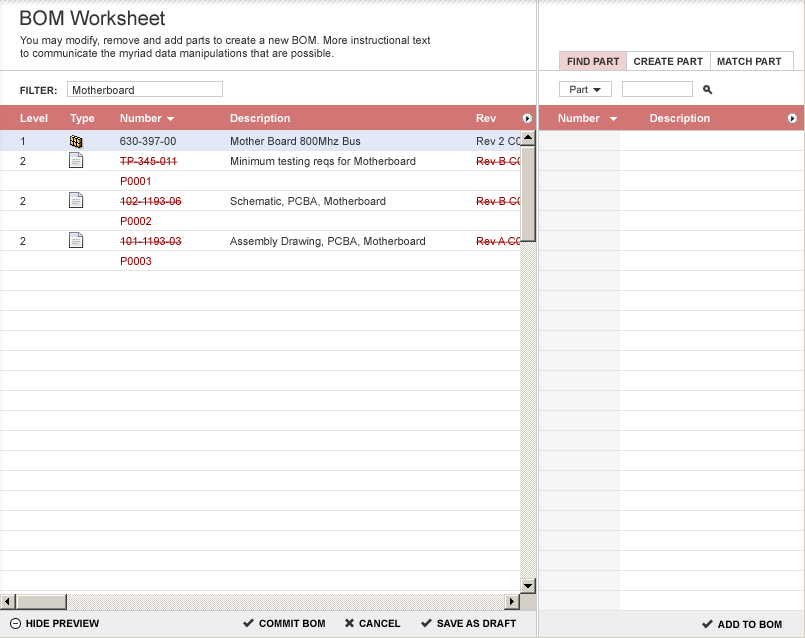 BOM Worksheet
You may modify, remove and add parts to create a new BOM. More instructional text
to communicate the myriad data manipulations that are possible.
FILTER: Motherboard
Level Type Number Description Rev
1 630-397-00 Mother Board 800Mhz Bus Rev 2 C0
2 TP-345-011 Minimum testing reqs for Motherboard Rev B C0
P0001
2 102-1193-06 Schematic, PCBA, Motherboard Rev B C0
P0002
2 101-1193-03 Assembly Drawing, PCBA, Motherboard Rev A C0
P0003
HIDE PREVIEW COMMIT BOM CANCEL SAVE AS DRAFT
FIND PART CREATE PART MATCH PART
Part
Number Description
ADD TO BOM